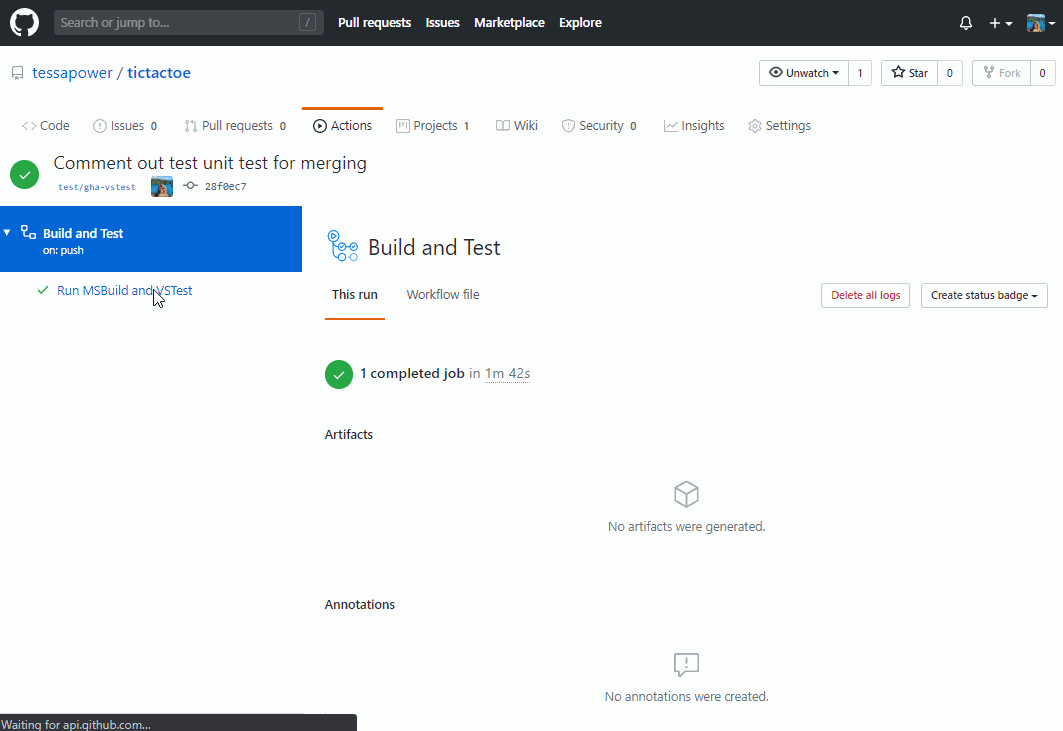 Search or jump to... / Pull requests Issues Marketplace Explore
tessapower / tictactoe Unwatch 1 Star 0 Fork 0
Code Issues 0 Pull requests 0 Actions Projects 1 Wiki Security 0 Insights Settings
Comment out test unit test for merging
test/gha-vstest 28f0ec7
Build and Test
on: push
Run MSBuild and VSTest
Build and Test
This run Workflow file Delete all logs Create status badge
1 completed job in 1m 42s
Artifacts
No artifacts were generated.
Annotations
No annotations were created.
Waiting for api.github.com...